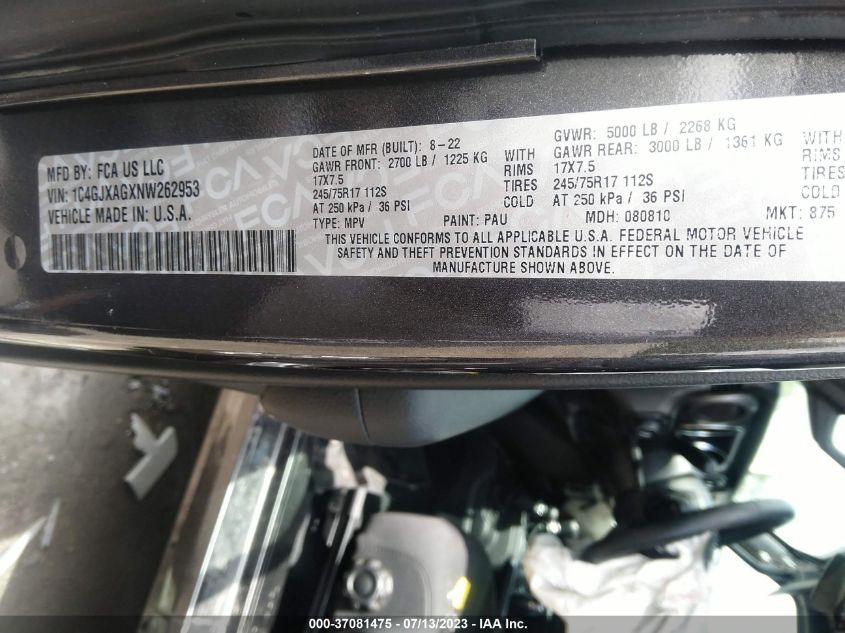 MFD BY: FCA US LLC
VIN: 1C4GJXAGXNW262953
VEHICLE MADE IN: U.S.A.
DATE OF MFR (BUILT): 8-22
GAWR FRONT: 2700 LB / 1225 KG WITH
17X7.5 RIMS
245/75R17 112S TIRES
AT 250 kPa / 36 PSI COLD
GVWR: 5000 LB / 2268 KG
GAWR REAR: 3000 LB / 1361 KG WITH
17X7.5 RIMS
245/75R17 112S TIRES
AT 250 kPa / 36 PSI COLD
TYPE: MPV PAINT: PAU MDH: 080810 MKT: 875
THIS VEHICLE CONFORMS TO ALL APPLICABLE U.S.A. FEDERAL MOTOR VEHICLE
SAFETY AND THEFT PREVENTION STANDARDS IN EFFECT ON THE DATE OF
MANUFACTURE SHOWN ABOVE.
000-37081475 - 07/13/2023 - IAA Inc.